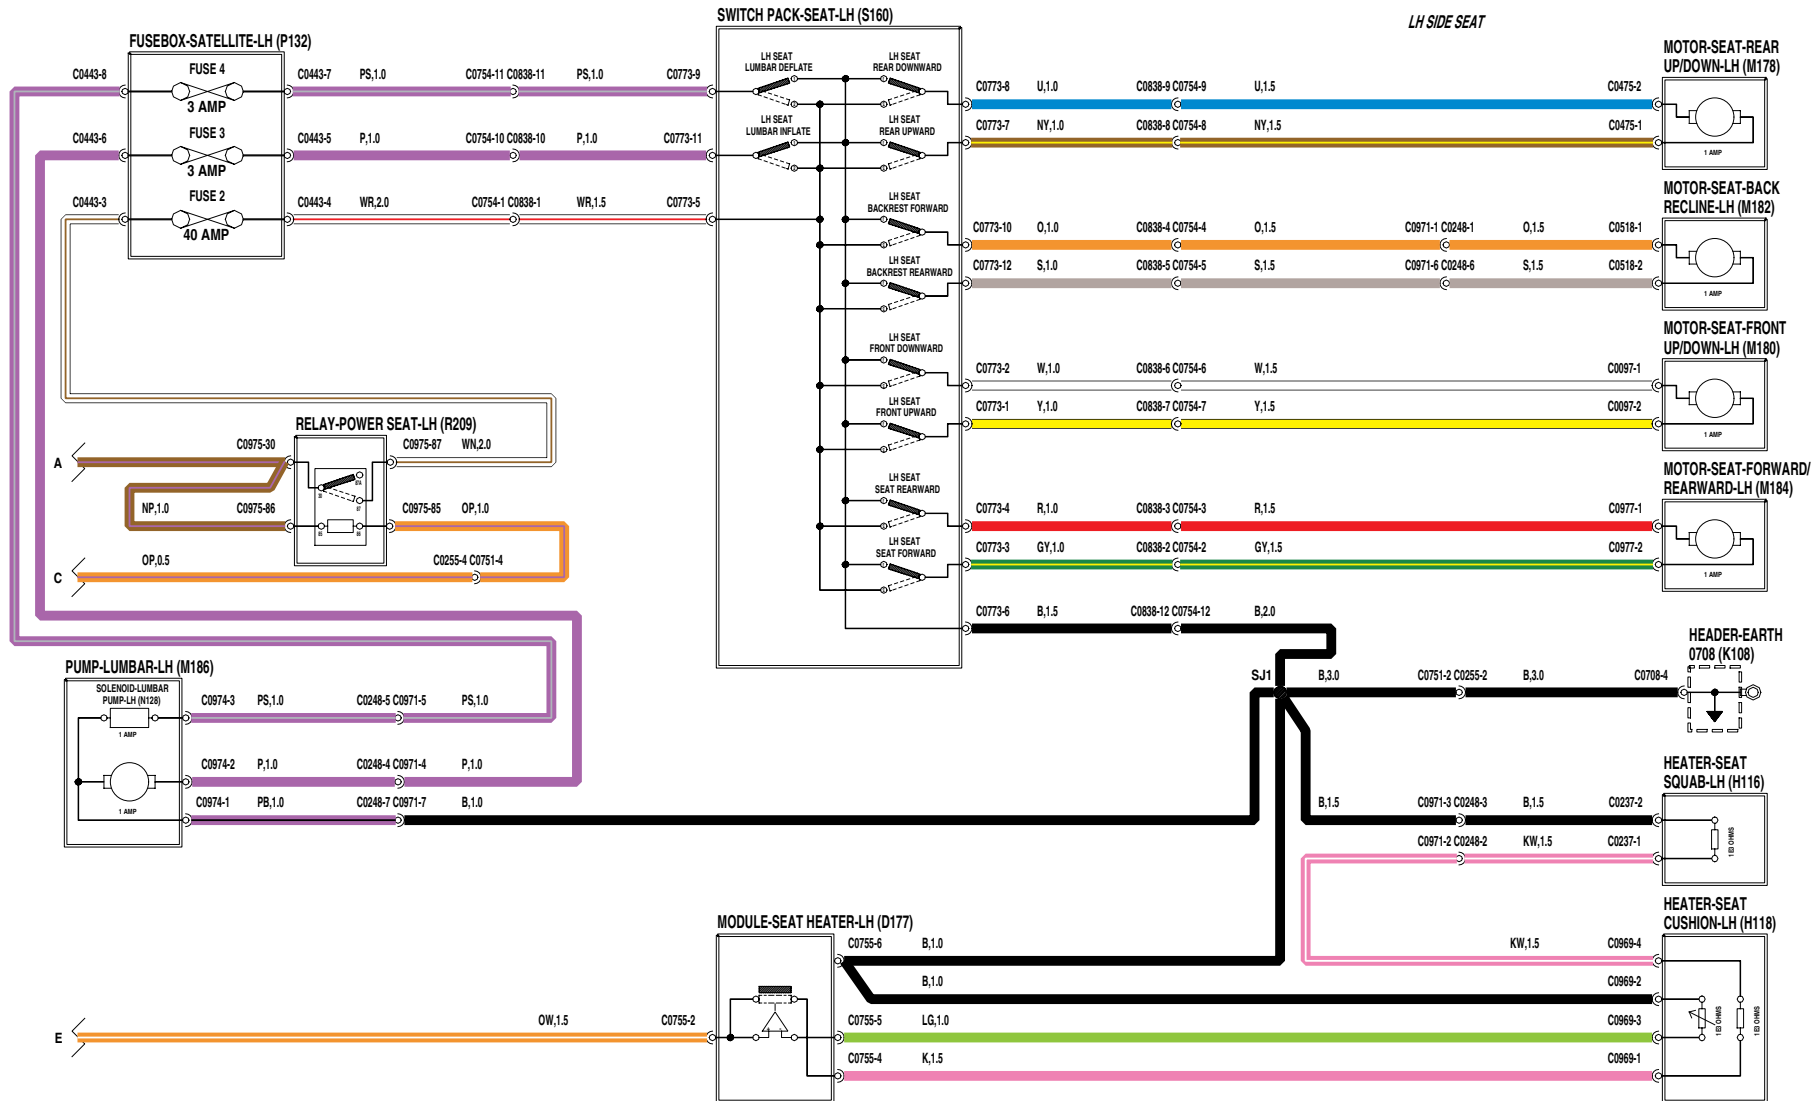 SWITCH PACK-SEAT-LH (S160)
LH SIDE SEAT
FUSEBOX-SATELLITE-LH (P132)
C0443-8
FUSE 4
3 AMP
C0443-7 PS,1.0 C0754-11 C0838-11 PS,1.0 C0773-9
C0443-6
FUSE 3
3 AMP
C0443-5 P,1.0 C0754-10 C0838-10 P,1.0 C0773-11
C0443-3
FUSE 2
40 AMP
C0443-4 WR,2.0 C0754-1 C0838-1 WR,1.5 C0773-5
LH SEAT
LUMBAR DEFLATE
LH SEAT
LUMBAR INFLATE
LH SEAT
REAR DOWNWARD
LH SEAT
REAR UPWARD
LH SEAT
BACKREST FORWARD
LH SEAT
BACKREST REARWARD
LH SEAT
FRONT DOWNWARD
LH SEAT
FRONT UPWARD
LH SEAT
SEAT REARWARD
LH SEAT
SEAT FORWARD
MOTOR-SEAT-REAR
UP/DOWN-LH (M178)
C0773-8 U,1.0 C0838-9 C0754-9 U,1.5 C0475-2
C0773-7 NY,1.0 C0838-8 C0754-8 NY,1.5 C0475-1
1 AMP
MOTOR-SEAT-BACK
RECLINE-LH (M182)
C0773-10 O,1.0 C0838-4 C0754-4 O,1.5 C0971-1 C0248-1 O,1.5 C0518-1
C0773-12 S,1.0 C0838-5 C0754-5 S,1.5 C0971-6 C0248-6 S,1.5 C0518-2
1 AMP
MOTOR-SEAT-FRONT
UP/DOWN-LH (M180)
C0773-2 W,1.0 C0838-6 C0754-6 W,1.5 C0097-1
C0773-1 Y,1.0 C0838-7 C0754-7 Y,1.5 C0097-2
1 AMP
MOTOR-SEAT-FORWARD/
REARWARD-LH (M184)
C0773-4 R,1.0 C0838-3 C0754-3 R,1.5 C0977-1
C0773-3 GY,1.0 C0838-2 C0754-2 GY,1.5 C0977-2
1 AMP
C0773-6 B,1.5 C0838-12 C0754-12 B,2.0
RELAY-POWER SEAT-LH (R209)
A
C0975-30
C0975-87 WN,2.0
30
87A
87
NP,1.0 C0975-86
C0975-85 OP,1.0
85
86
C
OP,0.5 C0255-4 C0751-4
HEADER-EARTH
0708 (K108)
SJ1 B,3.0 C0751-2 C0255-2 B,3.0 C0708-4
PUMP-LUMBAR-LH (M186)
SOLENOID-LUMBAR
PUMP-LH (N128)
1 AMP
C0974-3 PS,1.0 C0248-5 C0971-5 PS,1.0
C0974-2 P,1.0 C0248-4 C0971-4 P,1.0
1 AMP
C0974-1 PB,1.0 C0248-7 C0971-7 B,1.0
HEATER-SEAT
SQUAB-LH (H116)
B,1.5 C0971-3 C0248-3 B,1.5 C0237-2
C0971-2 C0248-2 KW,1.5 C0237-1
1E3 OHMS
MODULE-SEAT HEATER-LH (D177)
HEATER-SEAT
CUSHION-LH (H118)
C0755-6 B,1.0
KW,1.5 C0969-4
B,1.0 C0969-2
E
OW,1.5 C0755-2
C0755-5 LG,1.0 C0969-3
C0755-4 K,1.5 C0969-1
1E3 OHMS
1E3 OHMS